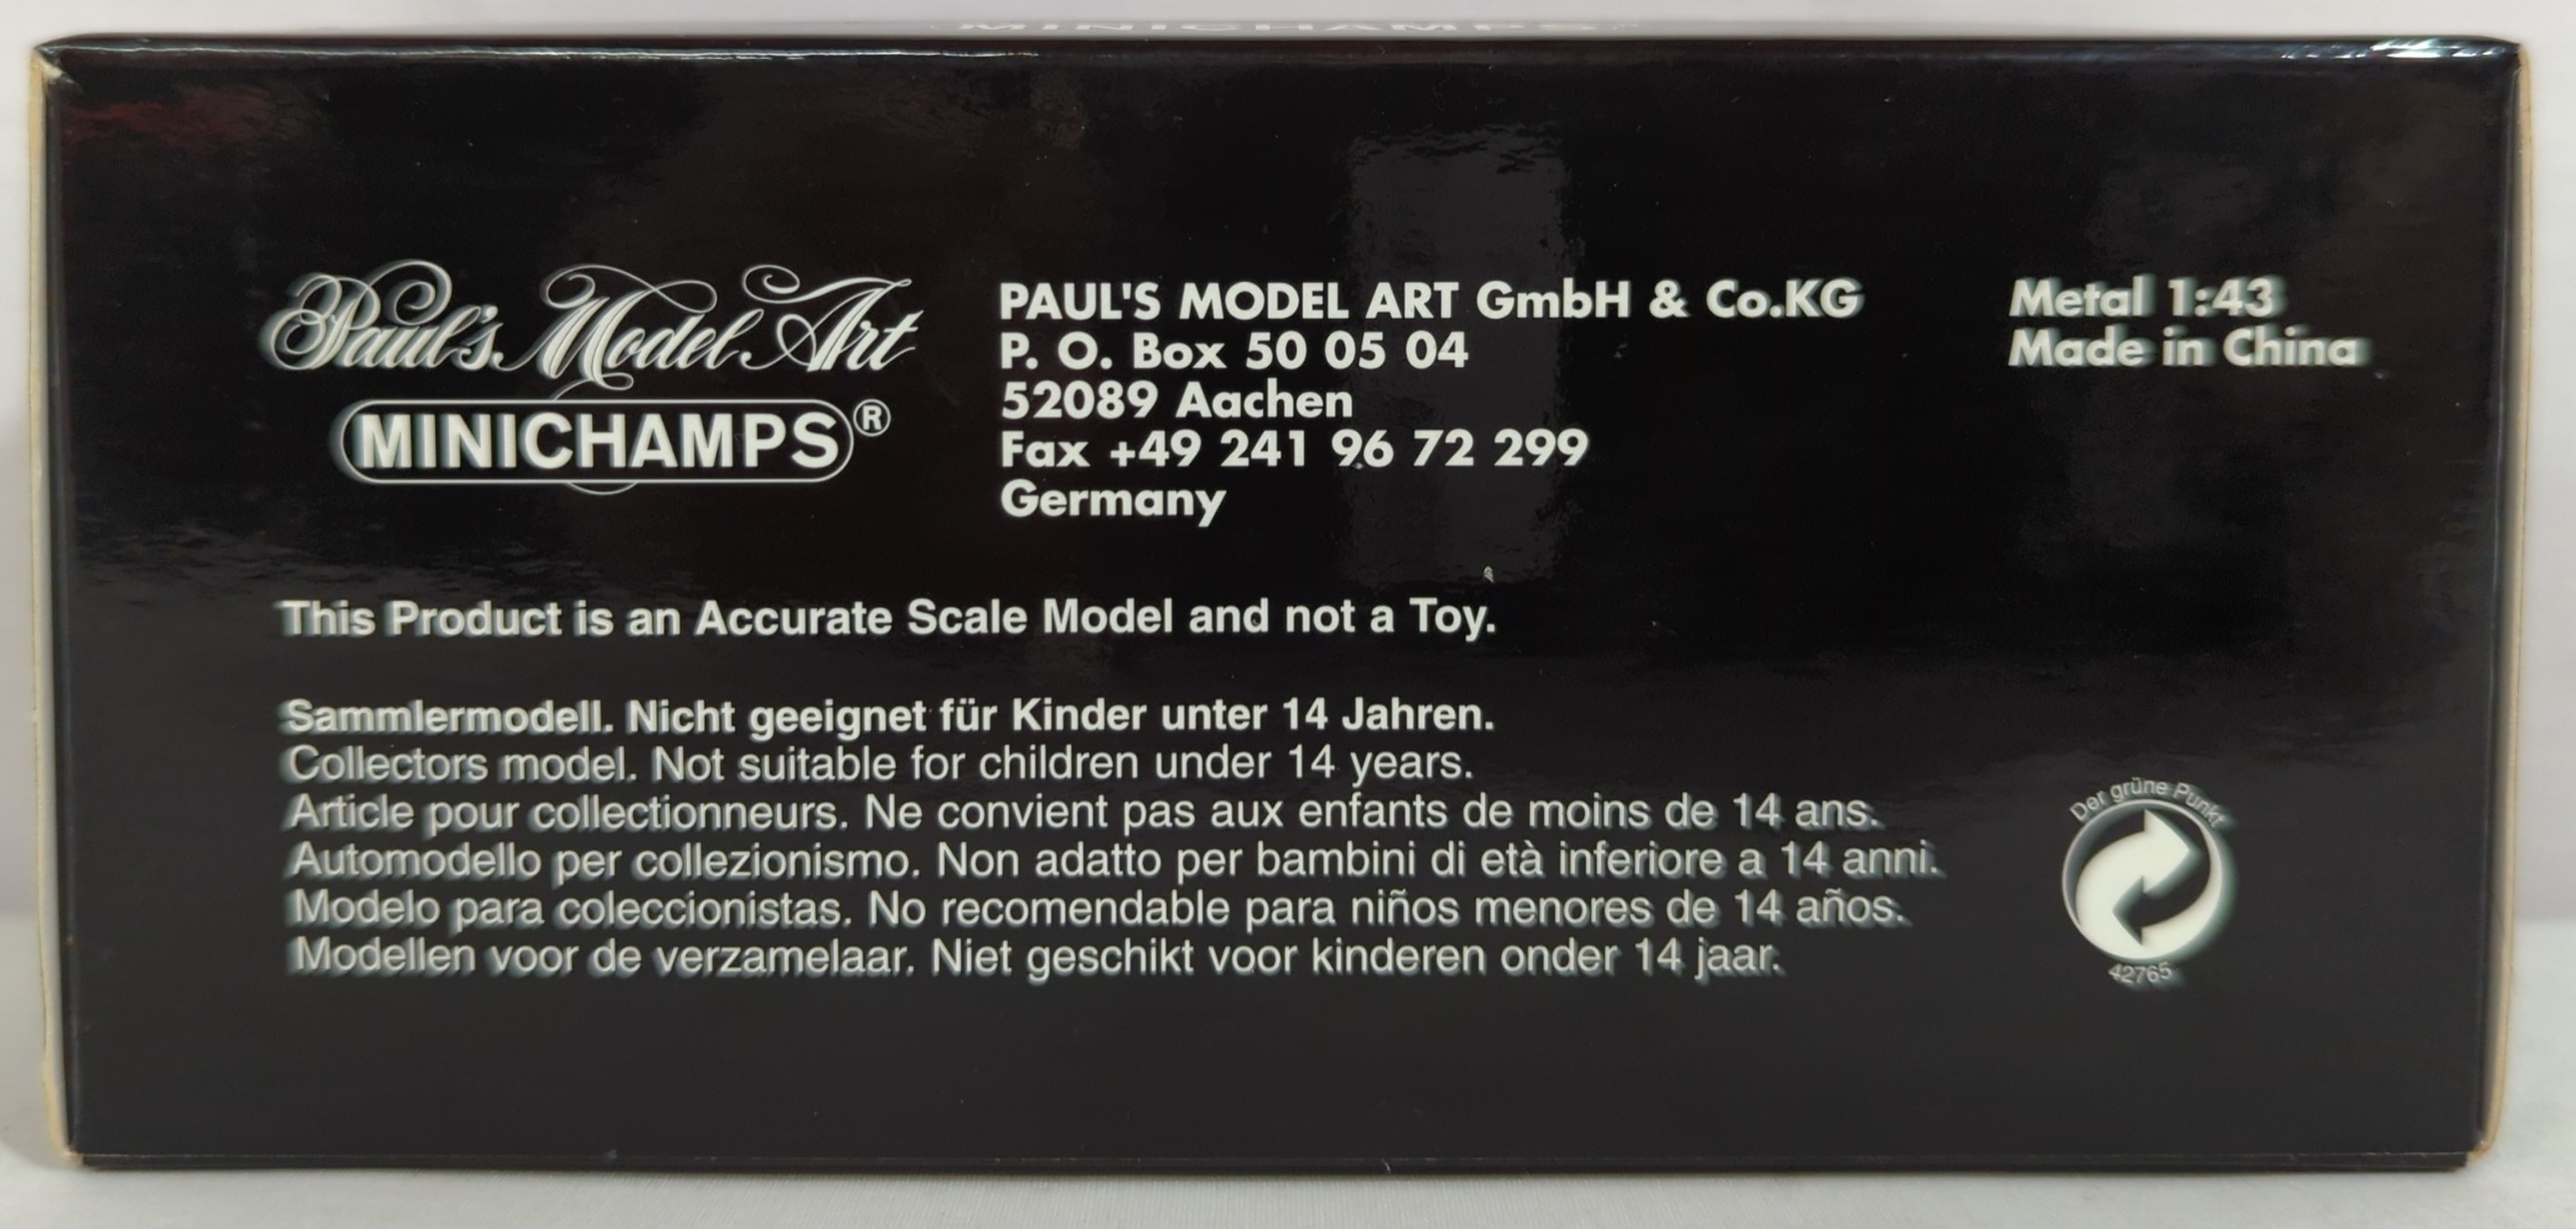 MINICHAMPS
Paul's Model Art
MINICHAMPS®
PAUL'S MODEL ART GmbH & Co.KG
P. O. Box 50 05 04
52089 Aachen
Fax +49 241 96 72 299
Germany
Metal 1:43
Made in China
This Product is an Accurate Scale Model and not a Toy.
Sammlermodell. Nicht geeignet für Kinder unter 14 Jahren.
Collectors model. Not suitable for children under 14 years.
Article pour collectionneurs. Ne convient pas aux enfants de moins de 14 ans.
Automodello per collezionismo. Non adatto per bambini di età inferiore a 14 anni.
Modelo para coleccionistas. No recomendable para niños menores de 14 años.
Modellen voor de verzamelaar. Niet geschikt voor kinderen onder 14 jaar.
Der grüne Punkt
42765